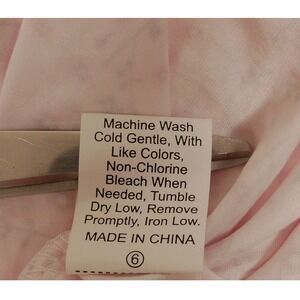 Machine Wash
Cold Gentle, With
Like Colors,
Non-Chlorine
Bleach When
Needed, Tumble
Dry Low, Remove
Promptly, Iron Low.
MADE IN CHINA
6